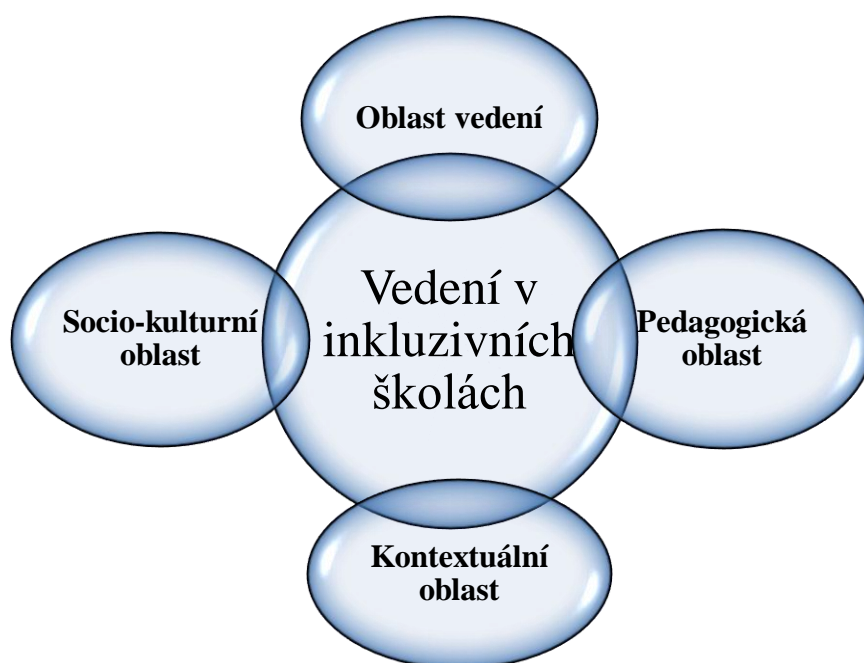 Oblast vedení
Socio-kulturní
oblast
Vedení v
inkluzivních
školách
Pedagogická
oblast
Kontextuální
oblast